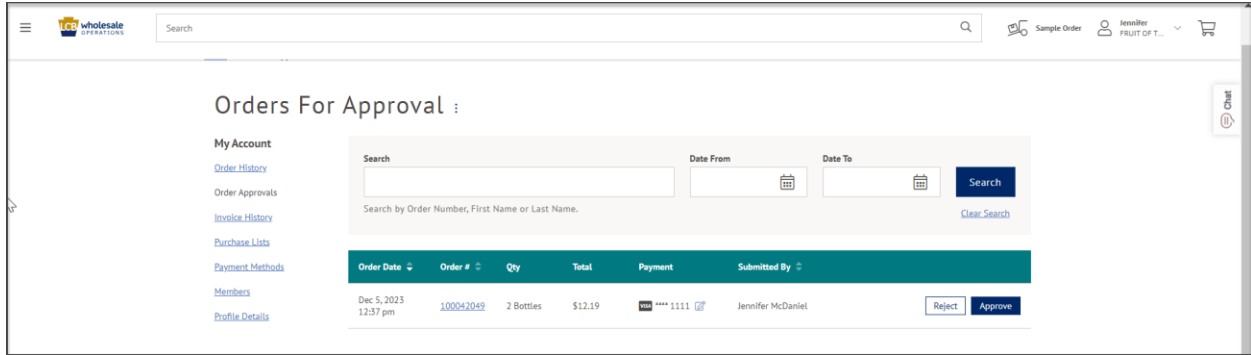 LCB wholesale
OPERATIONS
Search
Sample Order
Jennifer
FRUIT OF T...
Chat
Orders For Approval
My Account
Order History
Order Approvals
Invoice History
Purchase Lists
Payment Methods
Members
Profile Details
Search
Date From
Date To
Search
Search by Order Number, First Name or Last Name.
Clear Search
Order Date Order # Qty Total Payment Submitted By
Dec 5, 2023
12:37 pm
100042049 2 Bottles $12.19 VISA **** 1111 Jennifer McDaniel Reject Approve